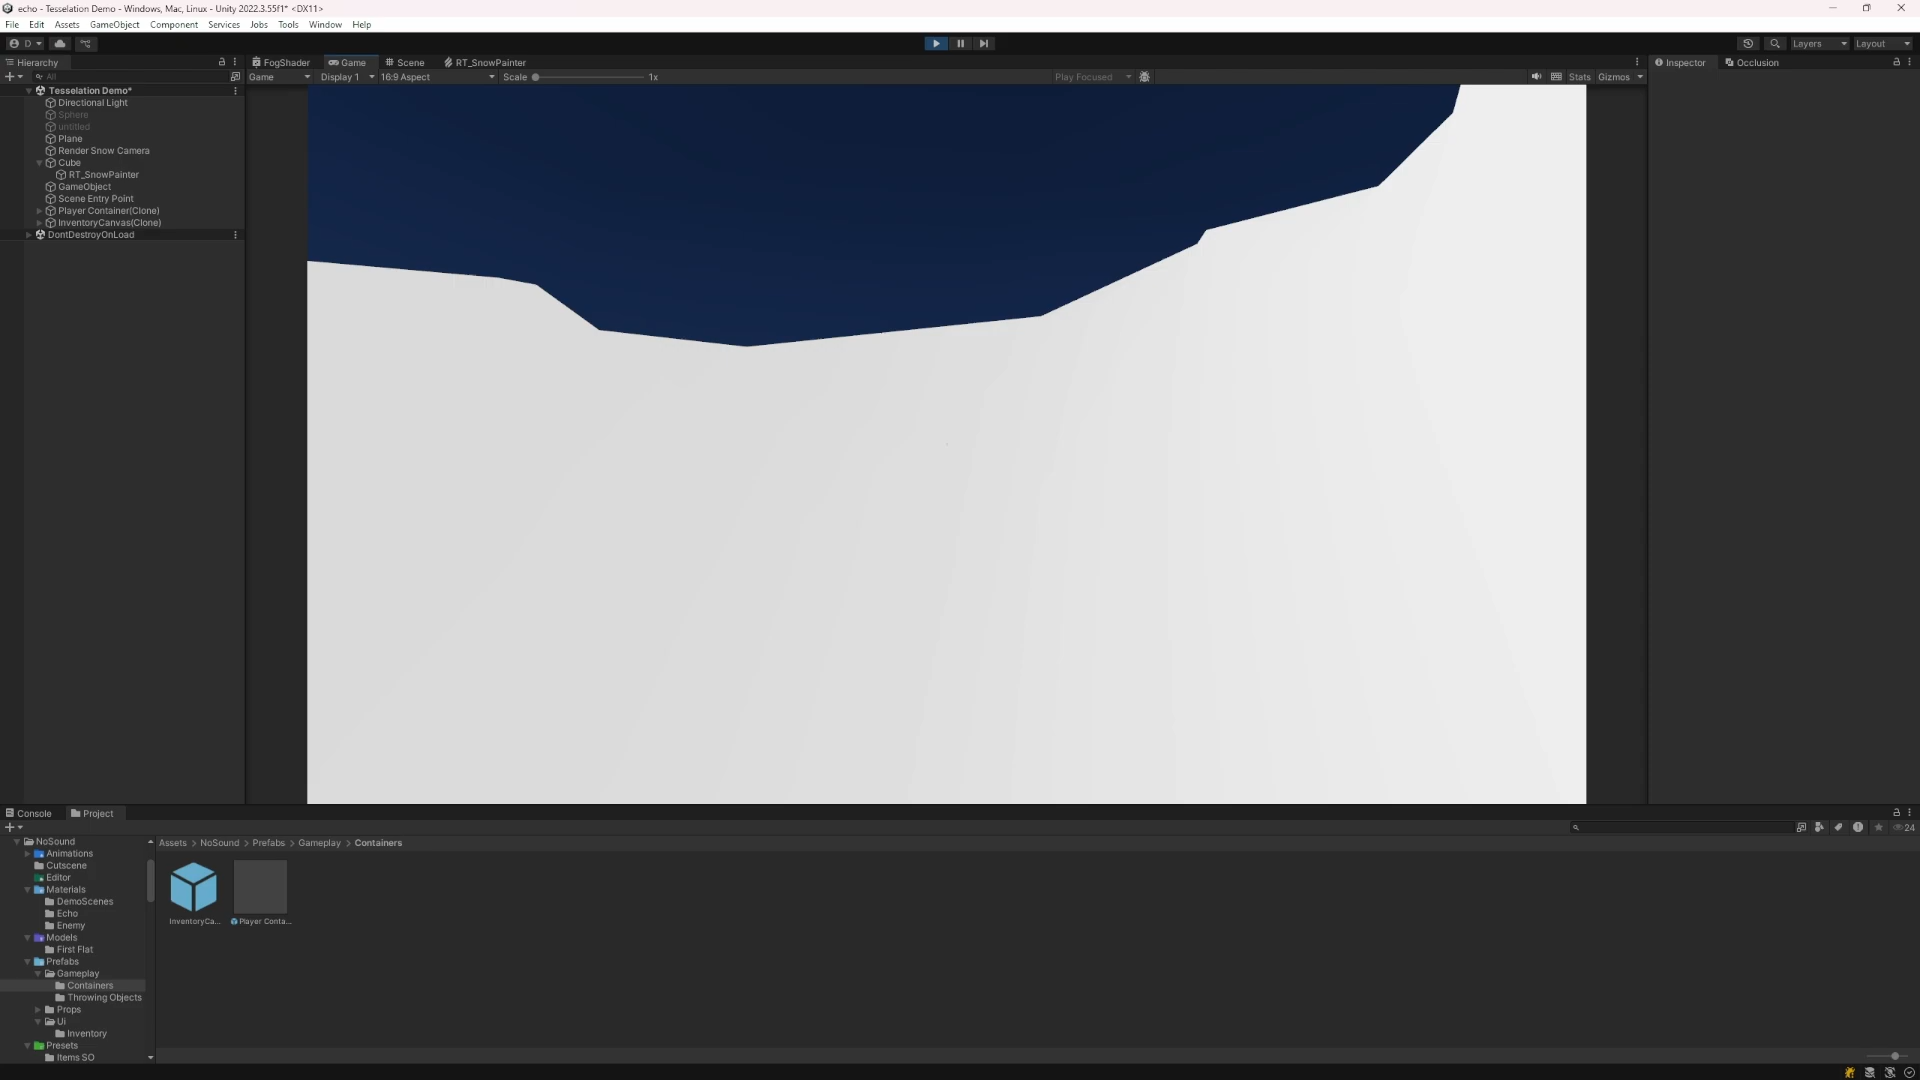 echo - Tesselation Demo - Windows, Mac, Linux - Unity 2022.3.55f1* <DX11>
File Edit Assets GameObject Component Services Jobs Tools Window Help
D Layers Layout
Hierarchy FogShader Game Scene RT_SnowPainter Inspector Occlusion
All Game Display 1 16:9 Aspect Scale 1x Play Focused Stats Gizmos
Tesselation Demo*
Directional Light
Sphere
untitled
Plane
Render Snow Camera
Cube
RT_SnowPainter
GameObject
Scene Entry Point
Player Container(Clone)
InventoryCanvas(Clone)
DontDestroyOnLoad
Console Project
24
NoSound
Animations
Cutscene
Editor
Materials
DemoScenes
Echo
Enemy
Models
First Flat
Prefabs
Gameplay
Containers
Throwing Objects
Props
Ui
Inventory
Presets
Items SO
Assets > NoSound > Prefabs > Gameplay > Containers
InventoryCa... Player Conta...